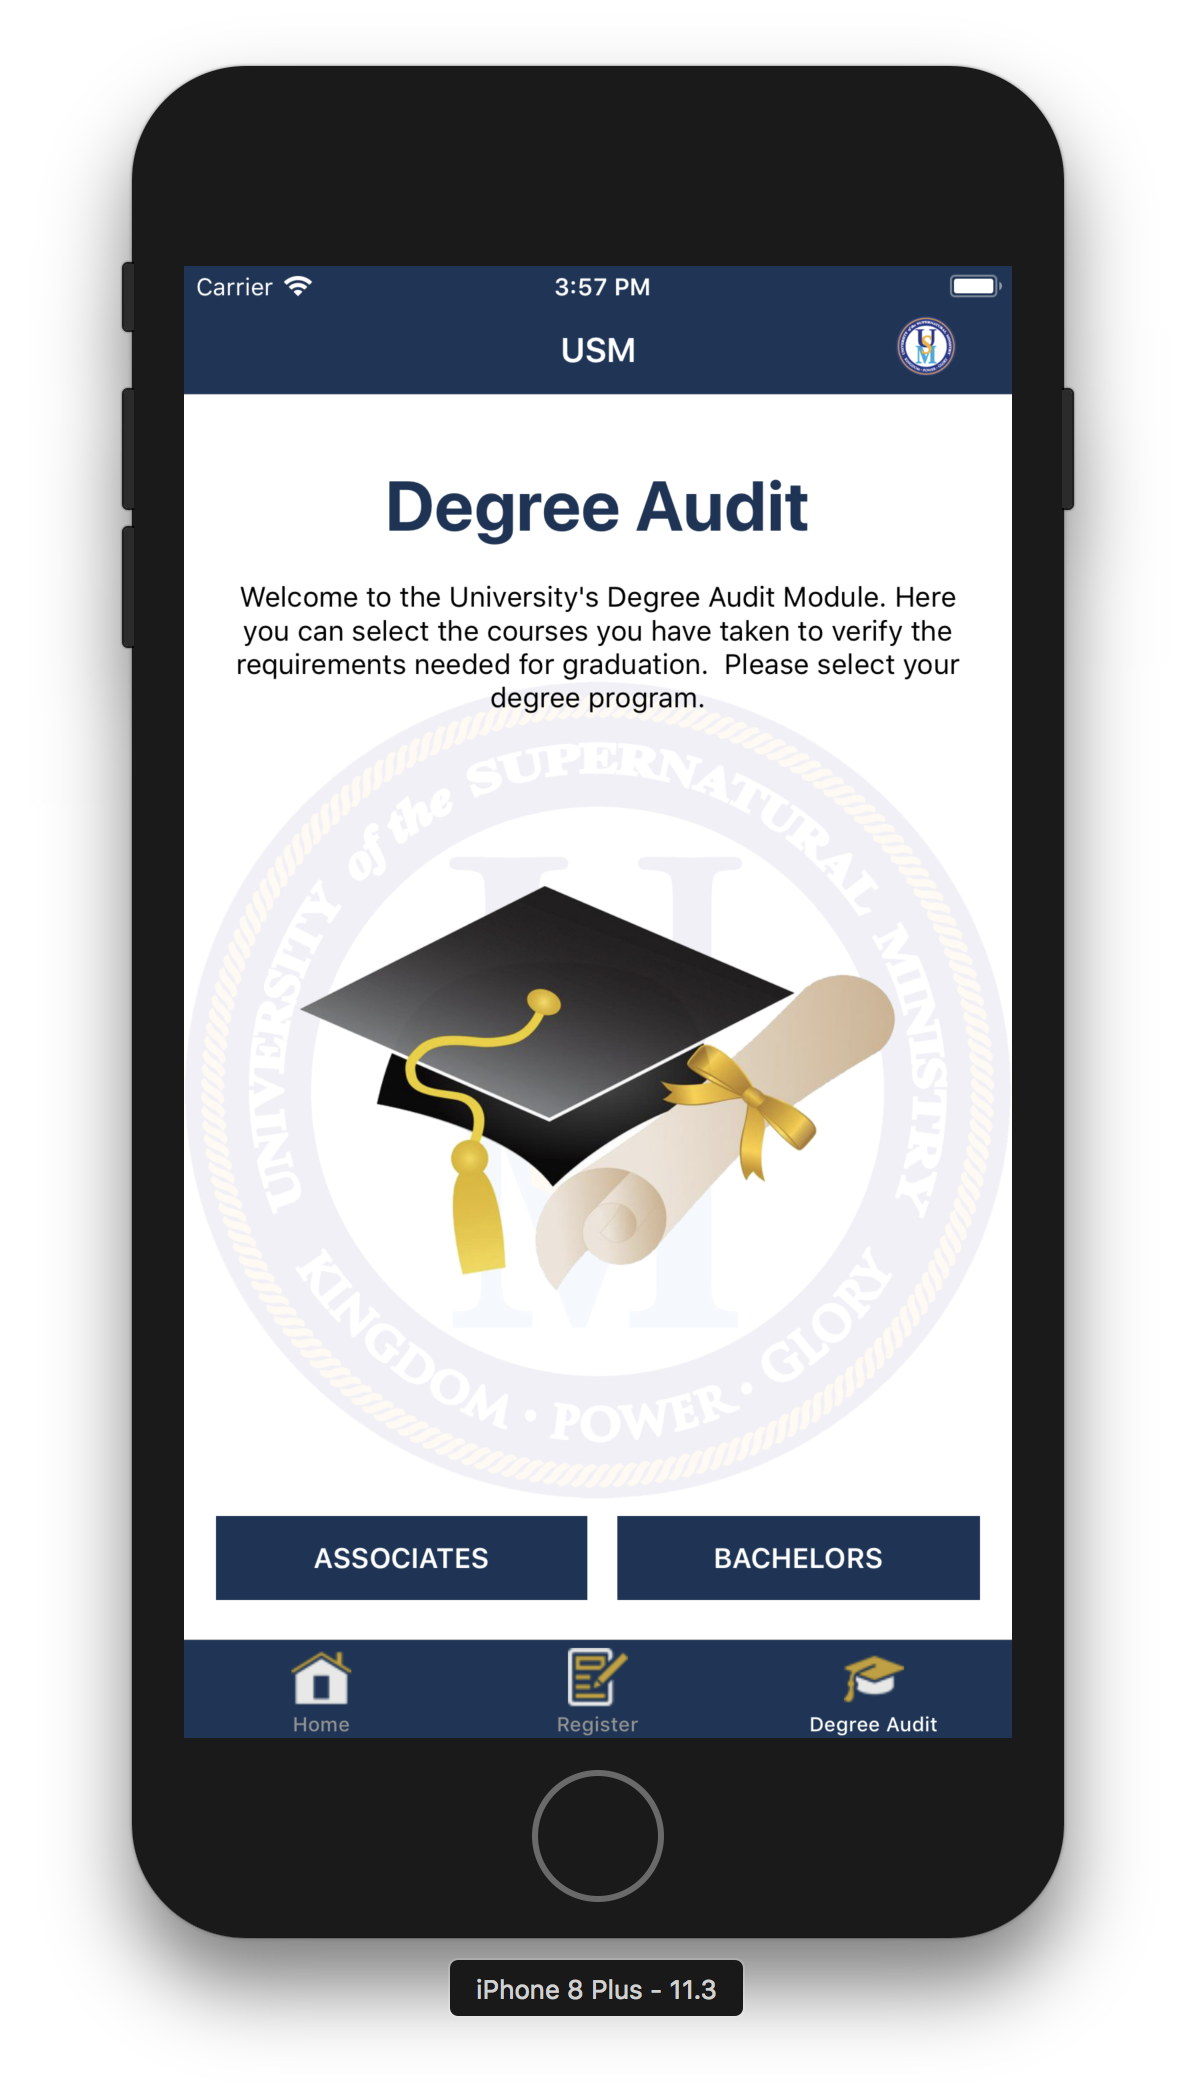 Carrier
3:57 PM
USM
Degree Audit
Welcome to the University's Degree Audit Module. Here
you can select the courses you have taken to verify the
requirements needed for graduation.  Please select your
degree program.
UNIVERSITY of the SUPERNATURAL MINISTRY
U
M
KINGDOM • POWER • GLORY
ASSOCIATES
BACHELORS
Home
Register
Degree Audit
iPhone 8 Plus - 11.3